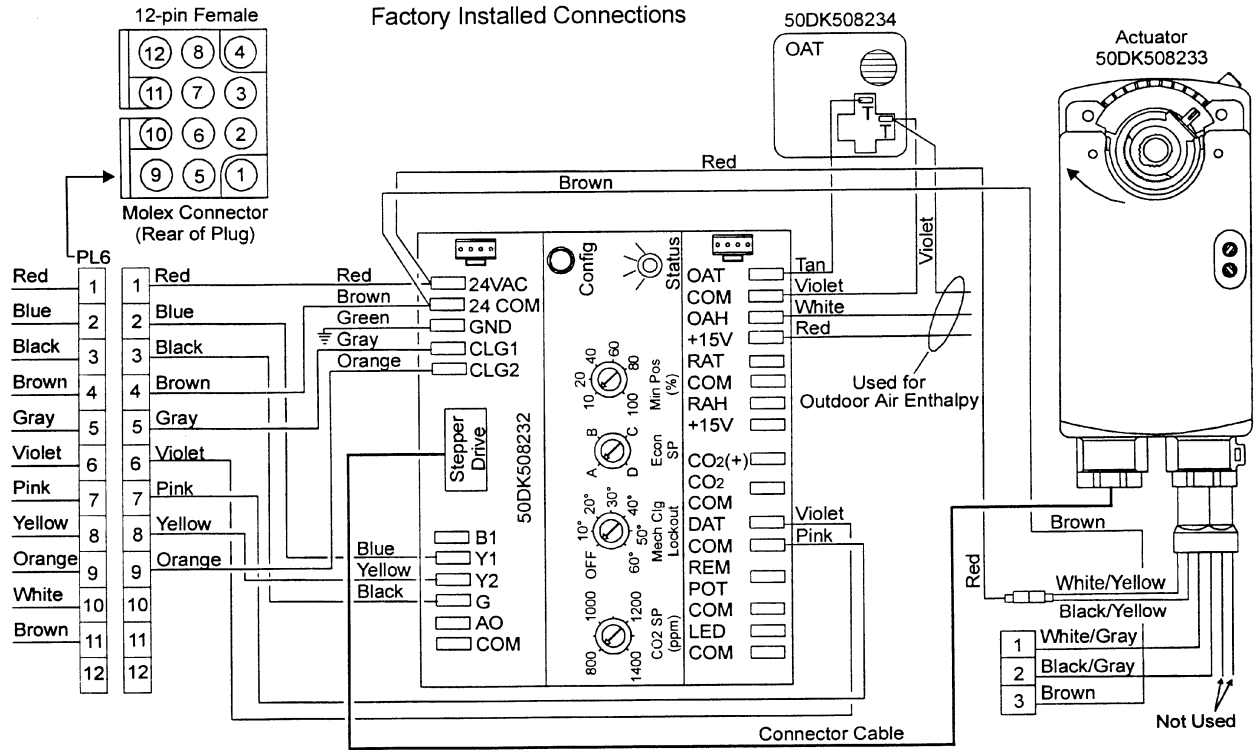 12-pin Female
12 8 4
11 7 3
10 6 2
9 5 1
Molex Connector
(Rear of Plug)
Factory Installed Connections
50DK508234
OAT
T
T
Actuator
50DK508233
Red
Brown
Violet
PL6
Red 1
Blue 2
Black 3
Brown 4
Gray 5
Violet 6
Pink 7
Yellow 8
Orange 9
White 10
Brown 11
12
1 Red
2 Blue
3 Black
4 Brown
5 Gray
6 Violet
7 Pink
8 Yellow
9 Orange
10
11
12
Red 24VAC
Brown 24 COM
Green GND
Gray CLG1
Orange CLG2
Stepper
Drive
50DK508232
B1
Blue Y1
Yellow Y2
Black G
AO
COM
Config
Status
10 20 40 60 80 100
Min Pos
(%)
A B C D
Econ
SP
OFF 10° 20° 30° 40° 50° 60°
Mech Clg
Lockout
800 1000 1200 1400
CO2 SP
(ppm)
OAT Tan
COM Violet
OAH White
+15V Red
RAT
COM
RAH
+15V
CO2(+)
CO2
COM
DAT Violet
COM Pink
REM
POT
COM
LED
COM
Used for
Outdoor Air Enthalpy
Red
Brown
White/Yellow
Black/Yellow
1 White/Gray
2 Black/Gray
3 Brown
Not Used
Connector Cable